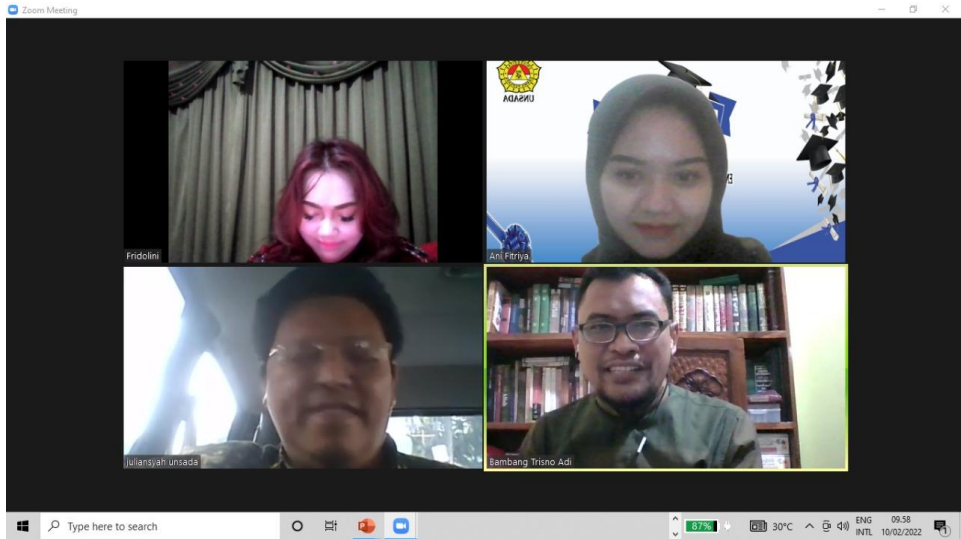 Zoom Meeting
UNSADA
Fridolini
Ani Fitriya
Juliansyah unsada
Bambang Trisno Adi
Type here to search
87%
30°C
ENG
INTL
09.58
10/02/2022
1